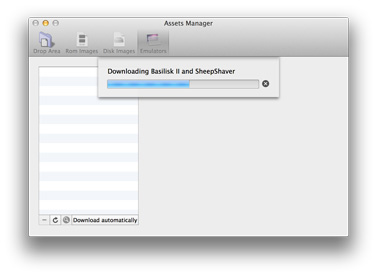 Assets Manager
Drop Area Rom Images Disk Images Emulators
Downloading Basilisk II and SheepShaver
Download automatically